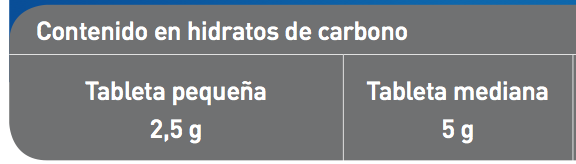 Contenido en hidratos de carbono
Tableta pequeña
2,5 g
Tableta mediana
5 g